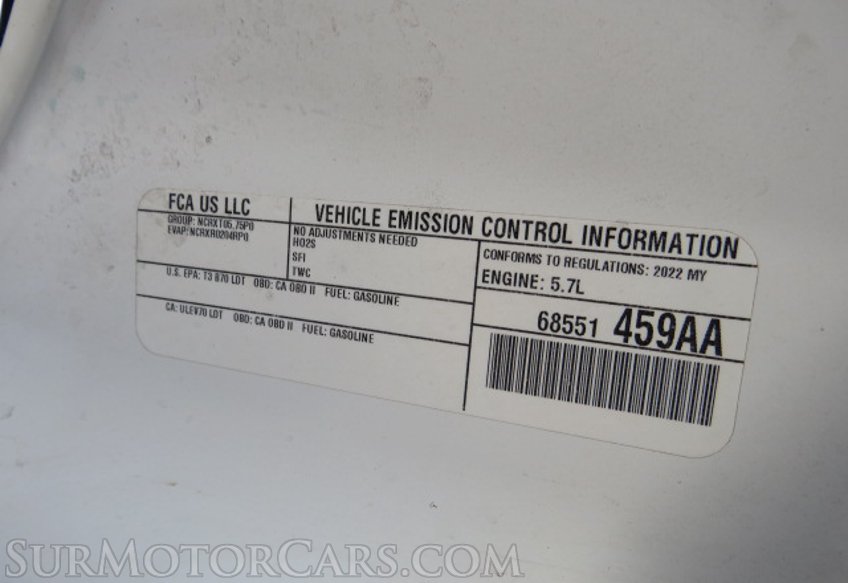 FCA US LLC
VEHICLE EMISSION CONTROL INFORMATION
GROUP: NCRXT05.75P0
EVAP: NCRXR0204RP0
NO ADJUSTMENTS NEEDED
HO2S
SFI
TWC
CONFORMS TO REGULATIONS: 2022 MY
ENGINE: 5.7L
U.S. EPA: T3 B70 LDT OBD: CA OBD II FUEL: GASOLINE
CA: ULEV70 LDT OBD: CA OBD II FUEL: GASOLINE
68551 459AA
SURMOTORCARS.COM